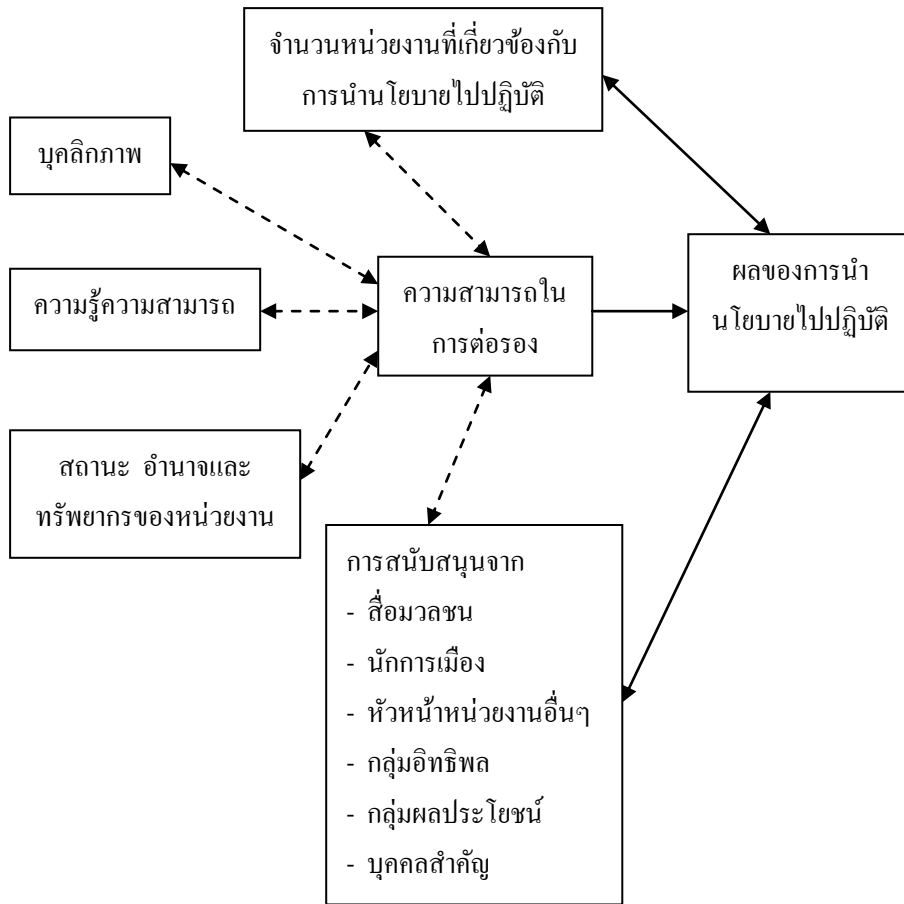 จำนวนหน่วยงานที่เกี่ยวข้องกับ
การนำนโยบายไปปฏิบัติ
บุคลิกภาพ
ความรู้ความสามารถ
สถานะ อำนาจและ
ทรัพยากรของหน่วยงาน
ความสามารถใน
การต่อรอง
ผลของการนำ
นโยบายไปปฏิบัติ
การสนับสนุนจาก
- สื่อมวลชน
- นักการเมือง
- หัวหน้าหน่วยงานอื่นๆ
- กลุ่มอิทธิพล
- กลุ่มผลประโยชน์
- บุคคลสำคัญ